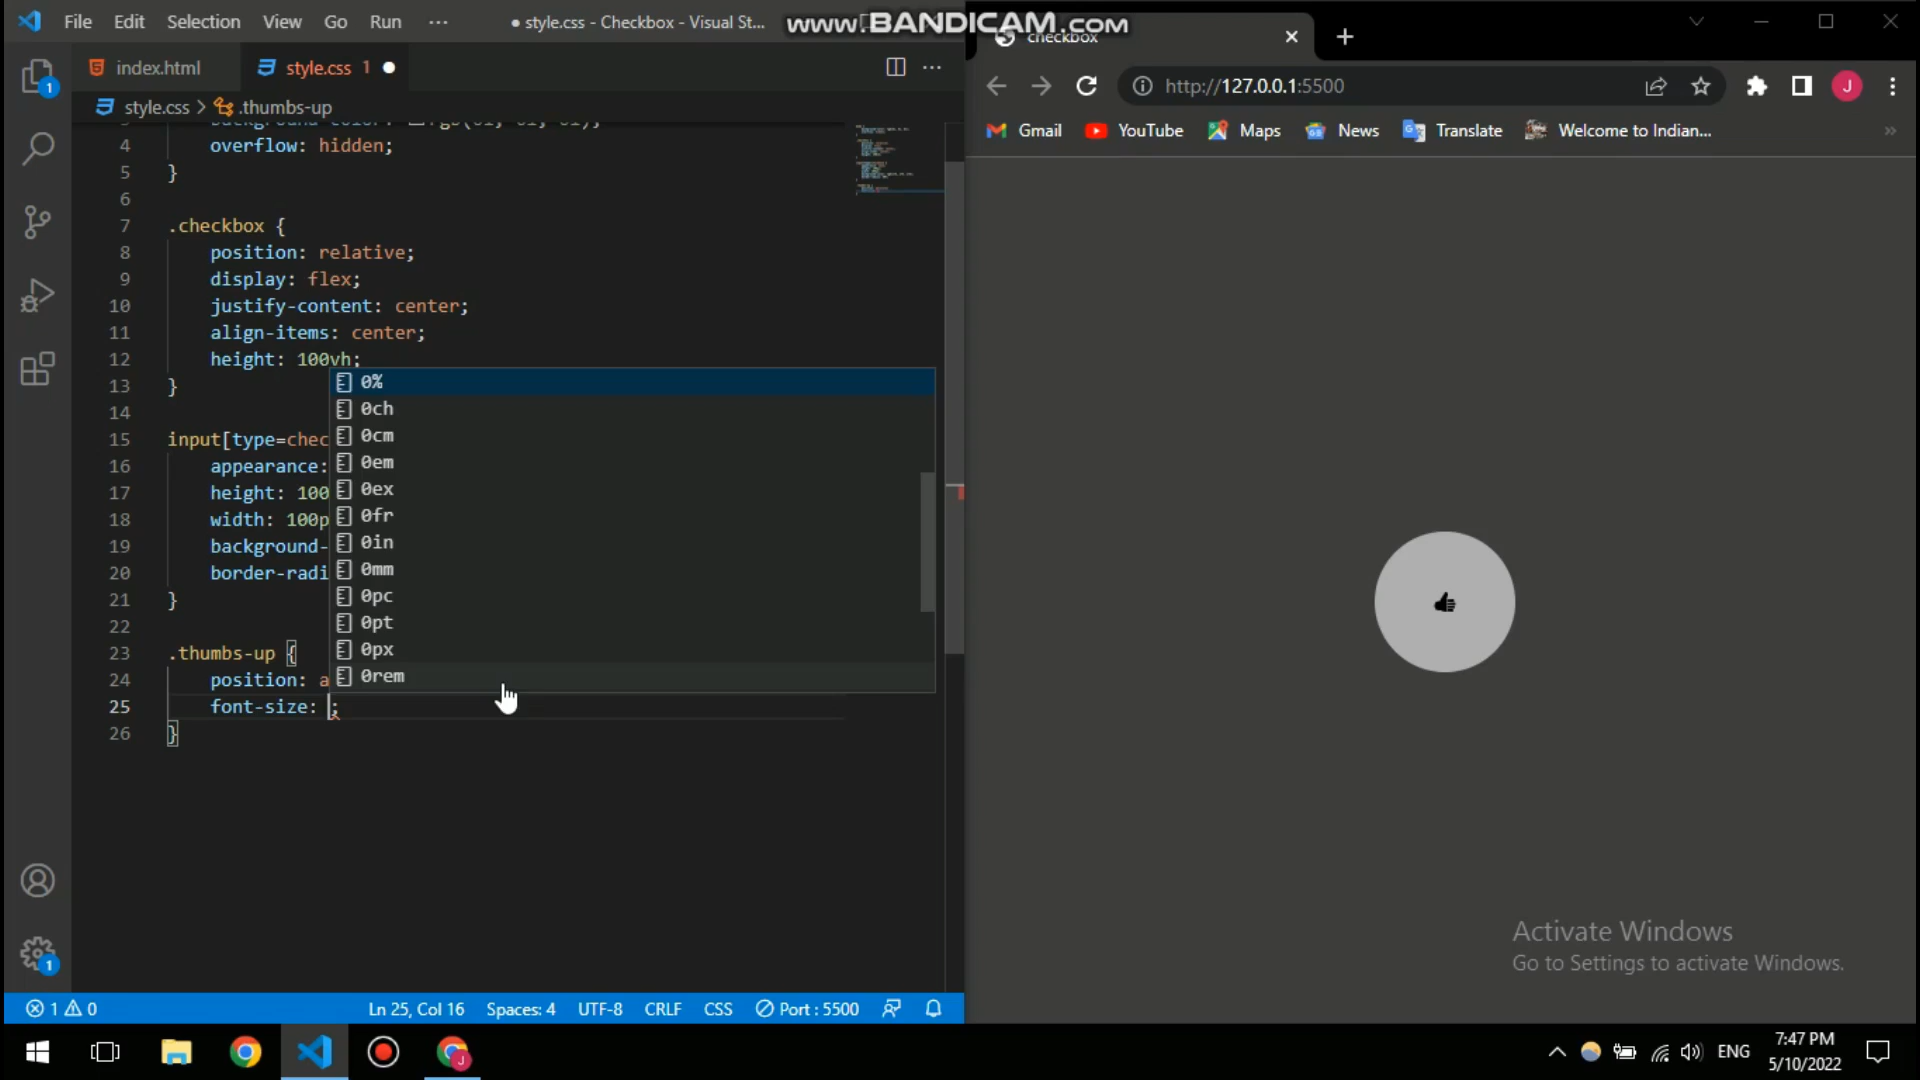 File Edit Selection View Go Run ··· ● style.css - Checkbox - Visual St...
www.BANDICAM.com
index.html style.css 1 ●
style.css > .thumbs-up
4 overflow: hidden;
5 }
6
7 .checkbox {
8 position: relative;
9 display: flex;
10 justify-content: center;
11 align-items: center;
12 height: 100vh;
13 }
14
15 input[type=chec
16 appearance:
17 height: 100
18 width: 100p
19 background-
20 border-radi
21 }
22
23 .thumbs-up {
24 position: a
25 font-size: ;
26 }
0%
0ch
0cm
0em
0ex
0fr
0in
0mm
0pc
0pt
0px
0rem
1
1
⊗ 1 ⚠ 0 Ln 25, Col 16 Spaces: 4 UTF-8 CRLF CSS Port : 5500
checkbox
http://127.0.0.1:5500
J
Gmail YouTube Maps News Translate Welcome to Indian... »
Activate Windows
Go to Settings to activate Windows.
J
ENG
7:47 PM
5/10/2022